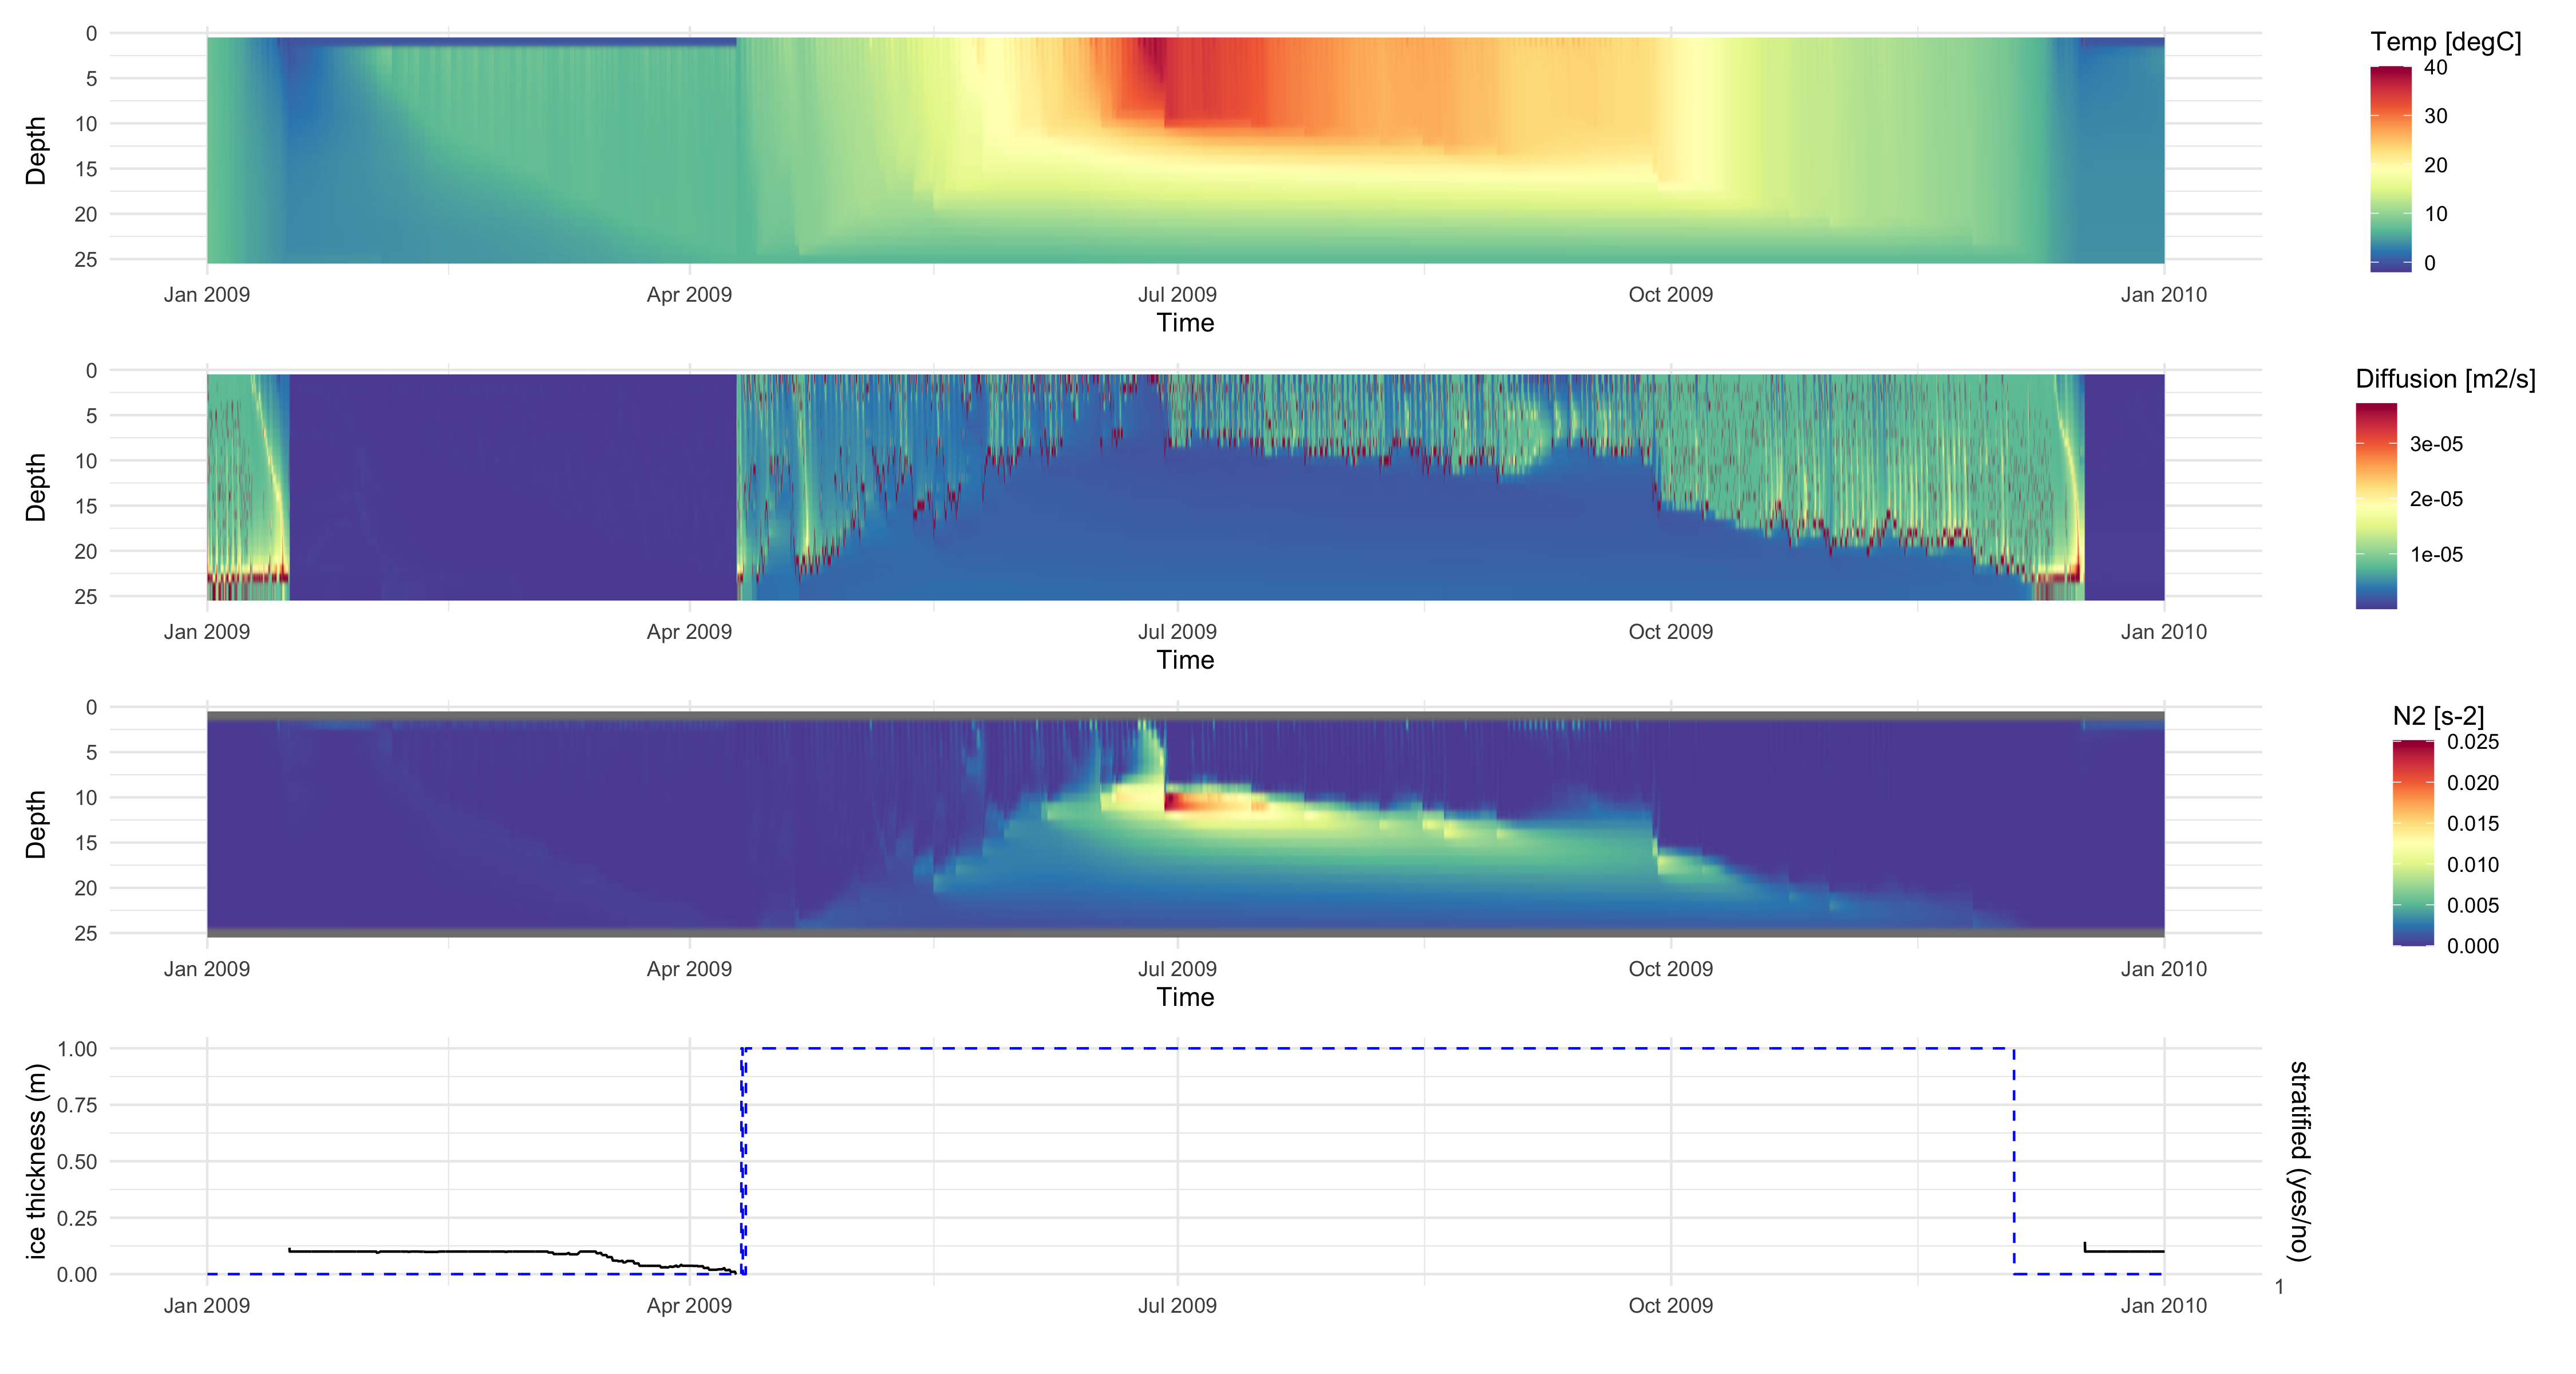 Depth
0
5
10
15
20
25
Jan 2009 Apr 2009 Jul 2009 Oct 2009 Jan 2010
Time
Temp [degC]
40
30
20
10
0
Depth
0
5
10
15
20
25
Jan 2009 Apr 2009 Jul 2009 Oct 2009 Jan 2010
Time
Diffusion [m2/s]
3e-05
2e-05
1e-05
Depth
0
5
10
15
20
25
Jan 2009 Apr 2009 Jul 2009 Oct 2009 Jan 2010
Time
N2 [s-2]
0.025
0.020
0.015
0.010
0.005
0.000
ice thickness (m)
1.00
0.75
0.50
0.25
0.00
Jan 2009 Apr 2009 Jul 2009 Oct 2009 Jan 2010
stratified (yes/no)
1